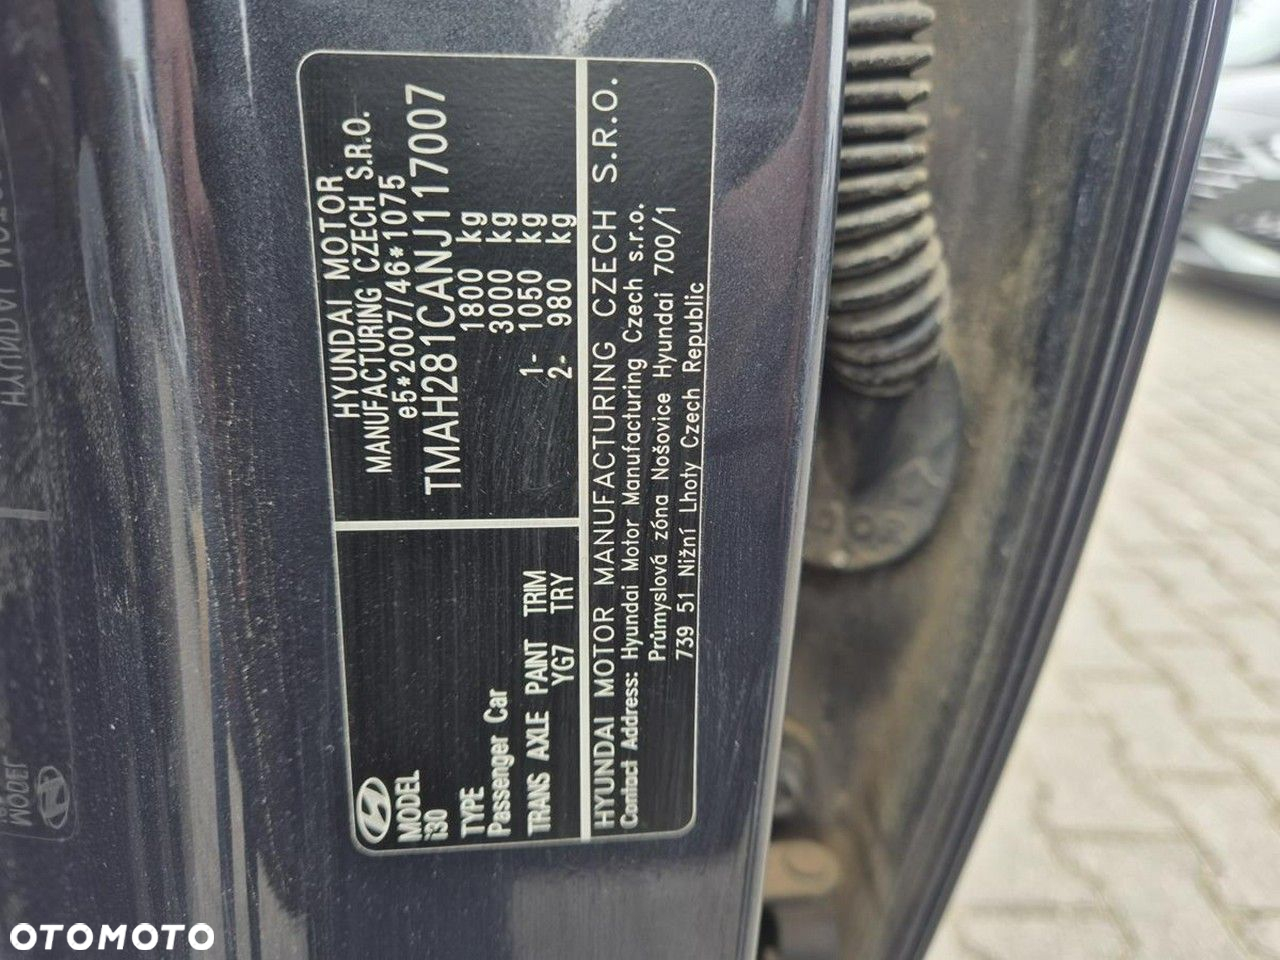 HYUNDAI MOTOR
MANUFACTURING CZECH S.R.O.
e5*2007/46*1075
TMAH281CANJ117007
1800 kg
3000 kg
1- 1050 kg
2- 980 kg
MODEL
i30
TYPE
Passenger Car
TRANS AXLE PAINT TRIM
YG7 TRY
HYUNDAI MOTOR MANUFACTURING CZECH S.R.O.
Contact Address: Hyundai Motor Manufacturing Czech s.r.o.
Průmyslová zóna Nošovice Hyundai 700/1
739 51 Nižní Lhoty Czech Republic
MODEL
HYUNDAI
OTOMOTO